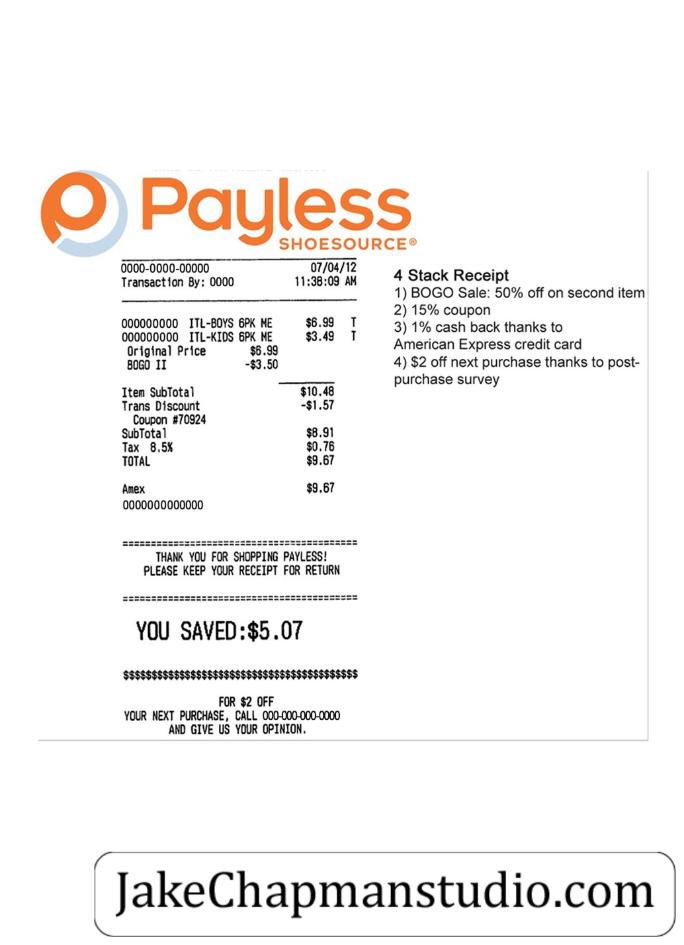 Payless
SHOESOURCE®
0000-0000-00000 07/04/12
Transaction By: 0000 11:38:09 AM
000000000 ITL-BOYS 6PK ME $6.99 T
000000000 ITL-KIDS 6PK ME $3.49 T
Original Price $6.99
BOGO II -$3.50
Item SubTotal $10.48
Trans Discount -$1.57
Coupon #70924
SubTotal $8.91
Tax 8.5% $0.76
TOTAL $9.67
Amex $9.67
0000000000000
========================================
THANK YOU FOR SHOPPING PAYLESS!
PLEASE KEEP YOUR RECEIPT FOR RETURN
========================================
YOU SAVED:$5.07
$$$$$$$$$$$$$$$$$$$$$$$$$$$$$$$$$$$$$$$$
FOR $2 OFF
YOUR NEXT PURCHASE, CALL 000-000-000-0000
AND GIVE US YOUR OPINION.
4 Stack Receipt
1) BOGO Sale: 50% off on second item
2) 15% coupon
3) 1% cash back thanks to
American Express credit card
4) $2 off next purchase thanks to post-
purchase survey
JakeChapmanstudio.com